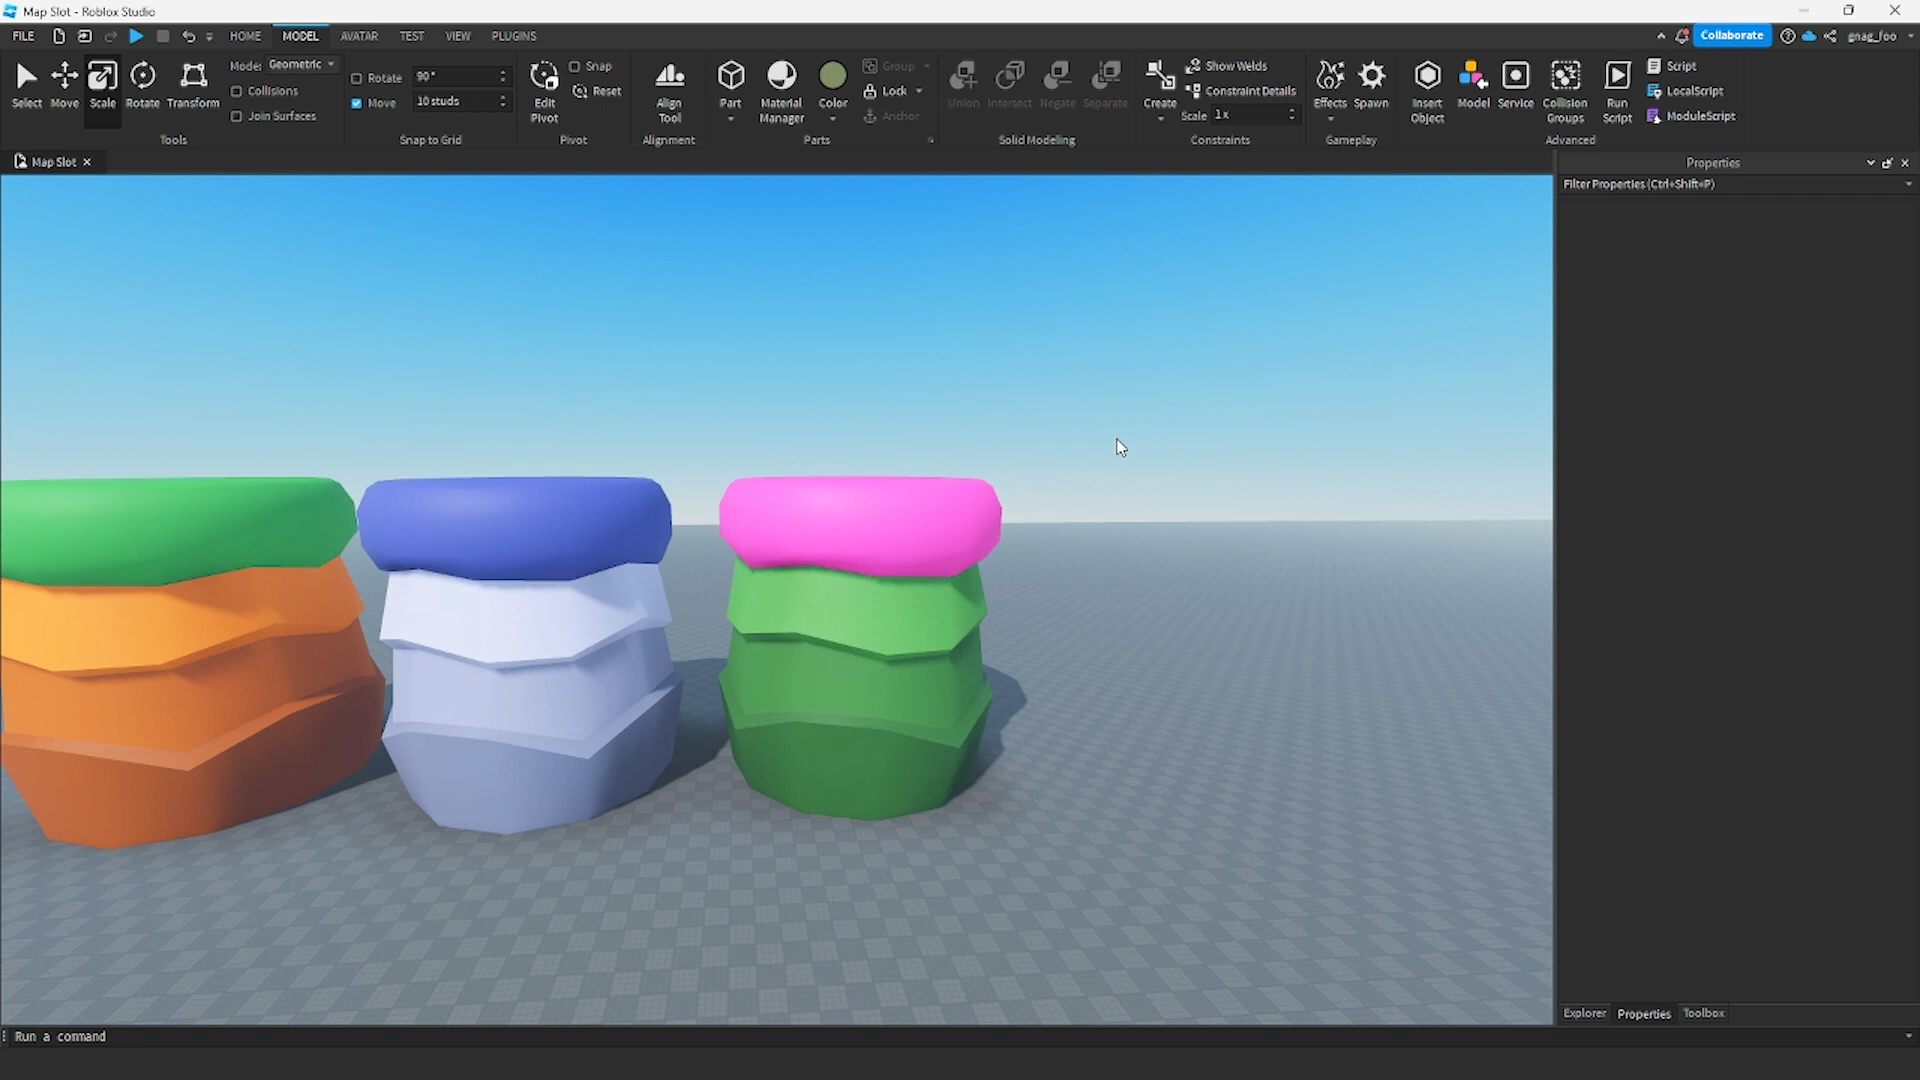 Map Slot - Roblox Studio
FILE HOME MODEL AVATAR TEST VIEW PLUGINS Collaborate gnag_foo
Select Move Scale Rotate Transform
Mode: Geometric
Collisions
Join Surfaces
Tools
Rotate 90°
Move 10 studs
Snap to Grid
Edit Pivot
Snap
Reset
Pivot
Align Tool
Alignment
Part Material Manager Color
Group
Lock
Anchor
Parts
Union Intersect Negate Separate
Solid Modeling
Create
Show Welds
Constraint Details
Scale 1x
Constraints
Effects Spawn
Gameplay
Insert Object Model Service Collision Groups Run Script
Script
LocalScript
ModuleScript
Advanced
Map Slot
Properties
Filter Properties (Ctrl+Shift+P)
Explorer Properties Toolbox
Run a command